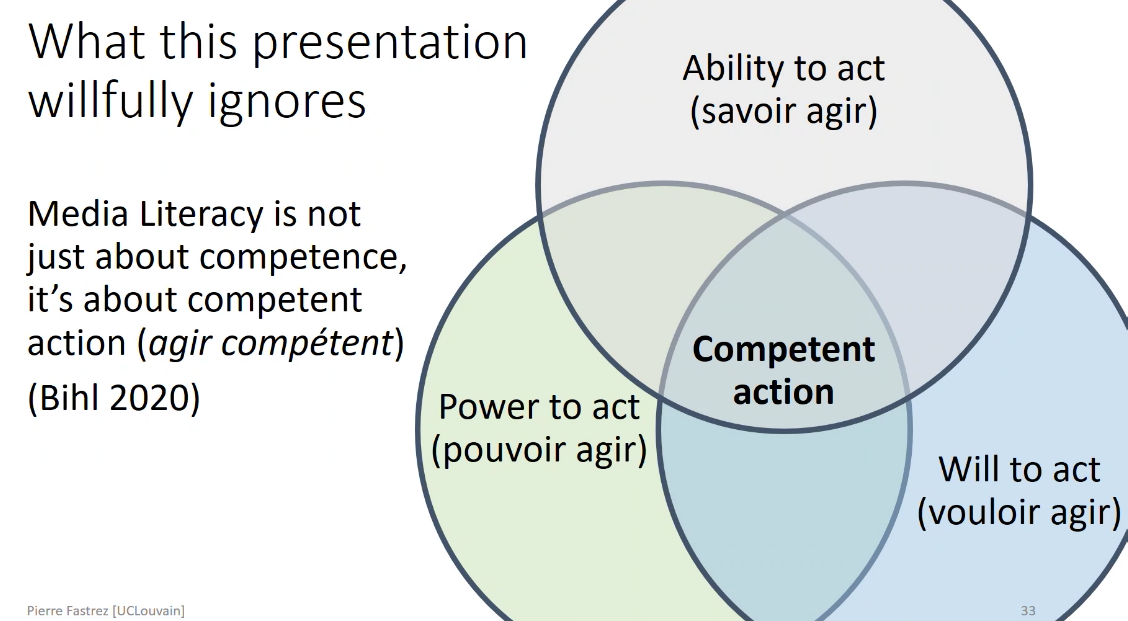 What this presentation
willfully ignores
Media Literacy is not
just about competence,
it's about competent
action (agir compétent)
(Bihl 2020)
Ability to act
(savoir agir)
Competent
action
Power to act
(pouvoir agir)
Will to act
(vouloir agir)
Pierre Fastrez [UCLouvain]
33